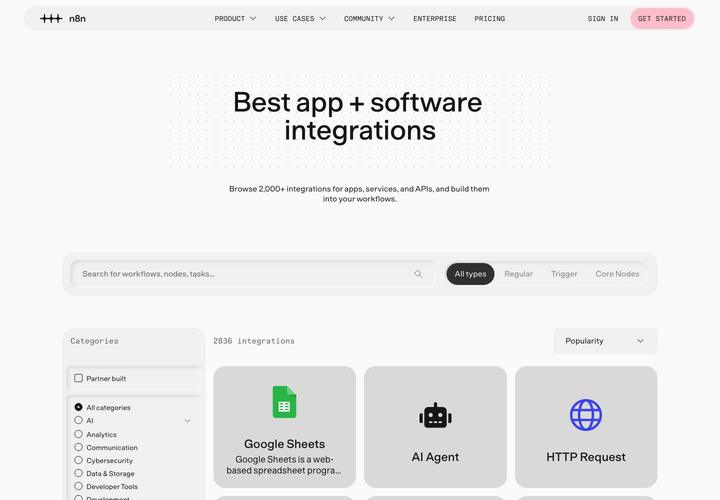 n8n
PRODUCT
USE CASES
COMMUNITY
ENTERPRISE
PRICING
SIGN IN
GET STARTED
Best app + software
integrations
Browse 2,000+ integrations for apps, services, and APIs, and build them
into your workflows.
Search for workflows, nodes, tasks...
All types
Regular
Trigger
Core Nodes
Categories
2836 integrations
Popularity
Partner built
All categories
AI
Analytics
Communication
Cybersecurity
Data & Storage
Developer Tools
Development
Google Sheets
Google Sheets is a web-
based spreadsheet progra...
AI Agent
HTTP Request